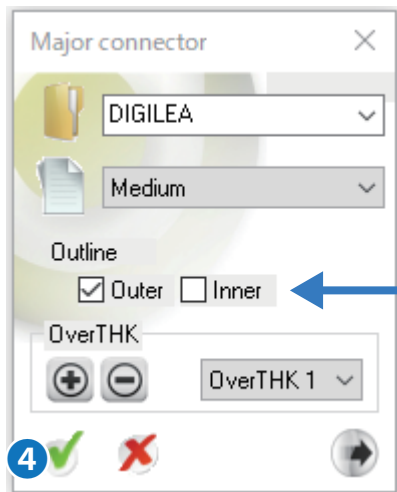 Major connector
DIGILEA
Medium
Outline
Outer Inner
OverTHK
OverTHK 1
4